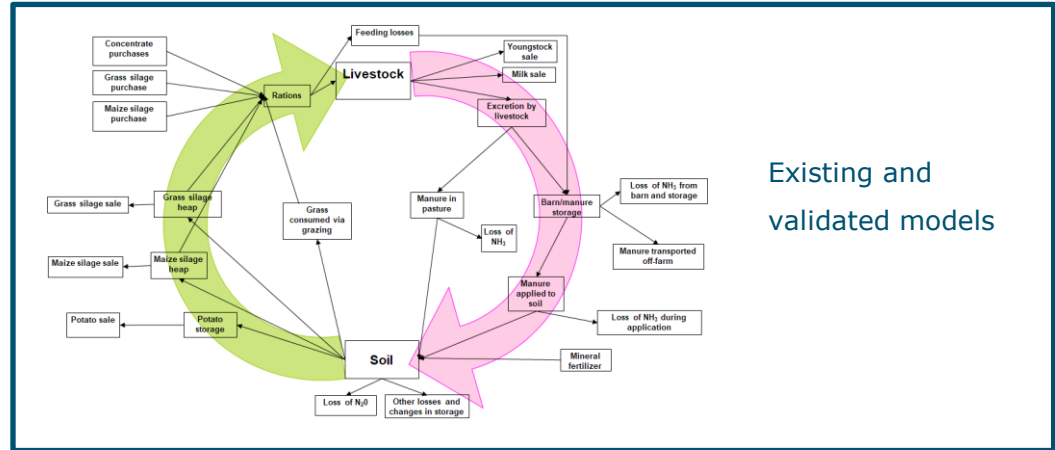 Feeding losses
Concentrate
purchases
Youngstock
sale
Livestock
Milk sale
Grass silage
purchase
Rations
Maize silage
purchase
Excretion by
livestock
Existing and
validated models
Loss of NH3 from
barn and storage
Grass silage sale
Grass silage
heap
Grass
consumed via
grazing
Manure in
pasture
Barn/manure
storage
Loss of
NH3
Manure transported
off-farm
Maize silage sale
Maize silage
heap
Manure
applied to
soil
Potato sale
Potato
storage
Loss of NH3 during
application
Soil
Mineral
fertilizer
Loss of N20
Other losses and
changes in storage